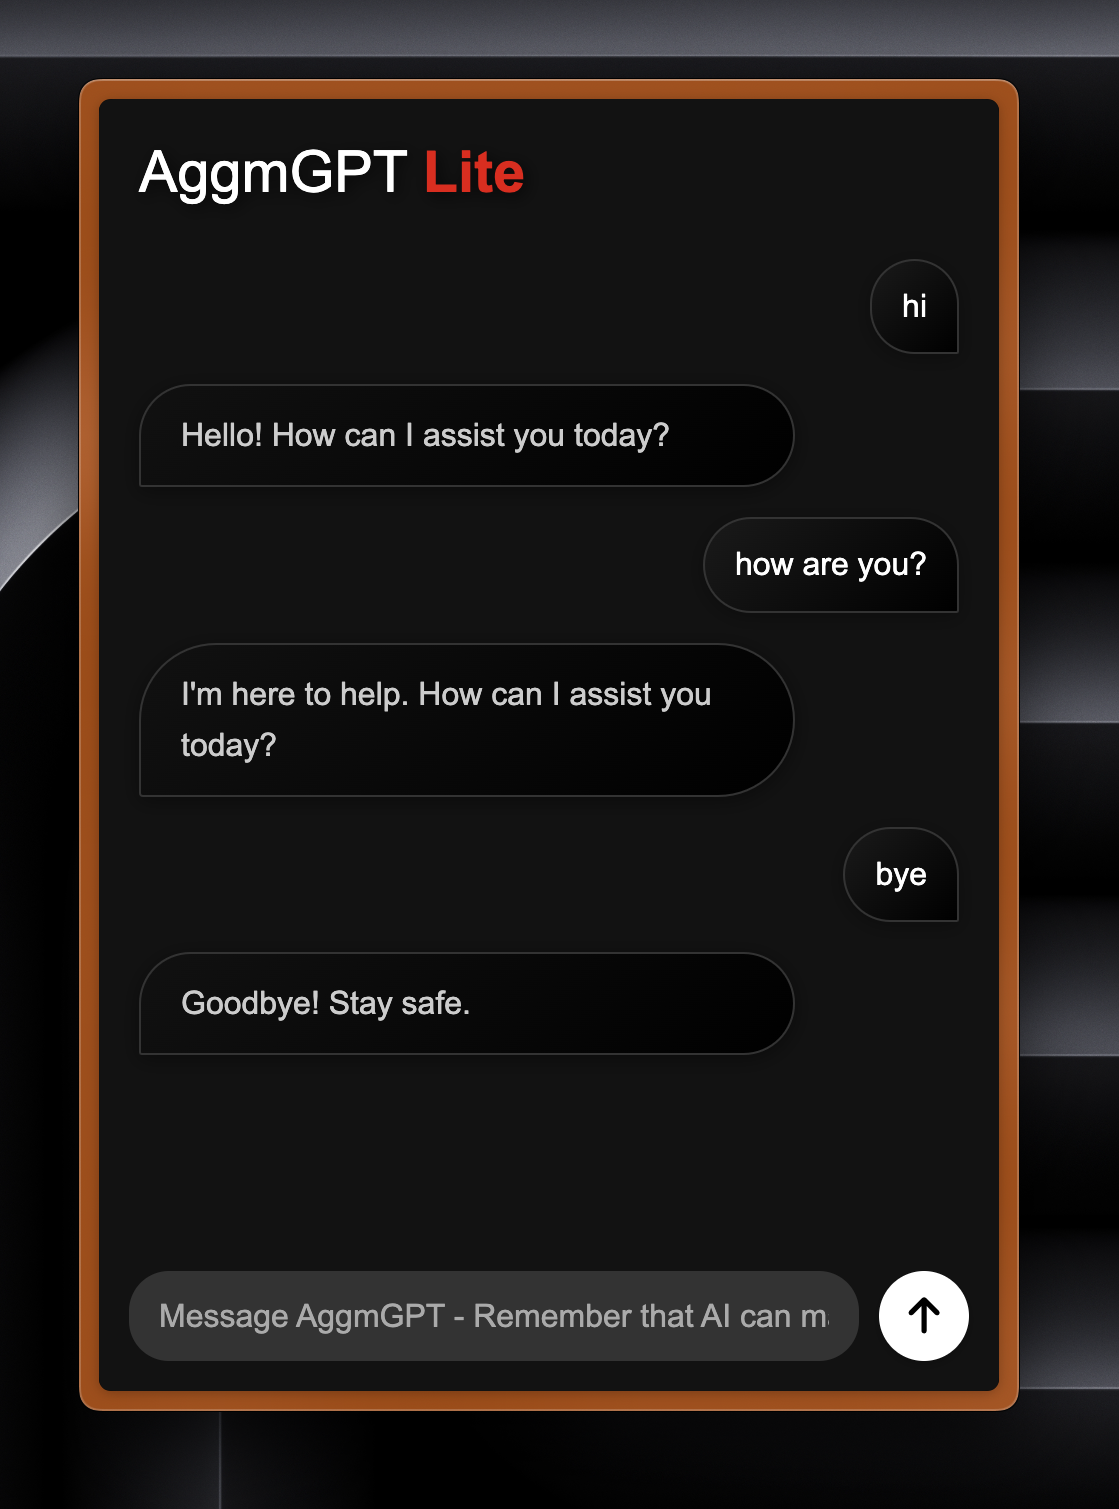 AggmGPT Lite
hi
Hello! How can I assist you today?
how are you?
I'm here to help. How can I assist you
today?
bye
Goodbye! Stay safe.
Message AggmGPT - Remember that AI can